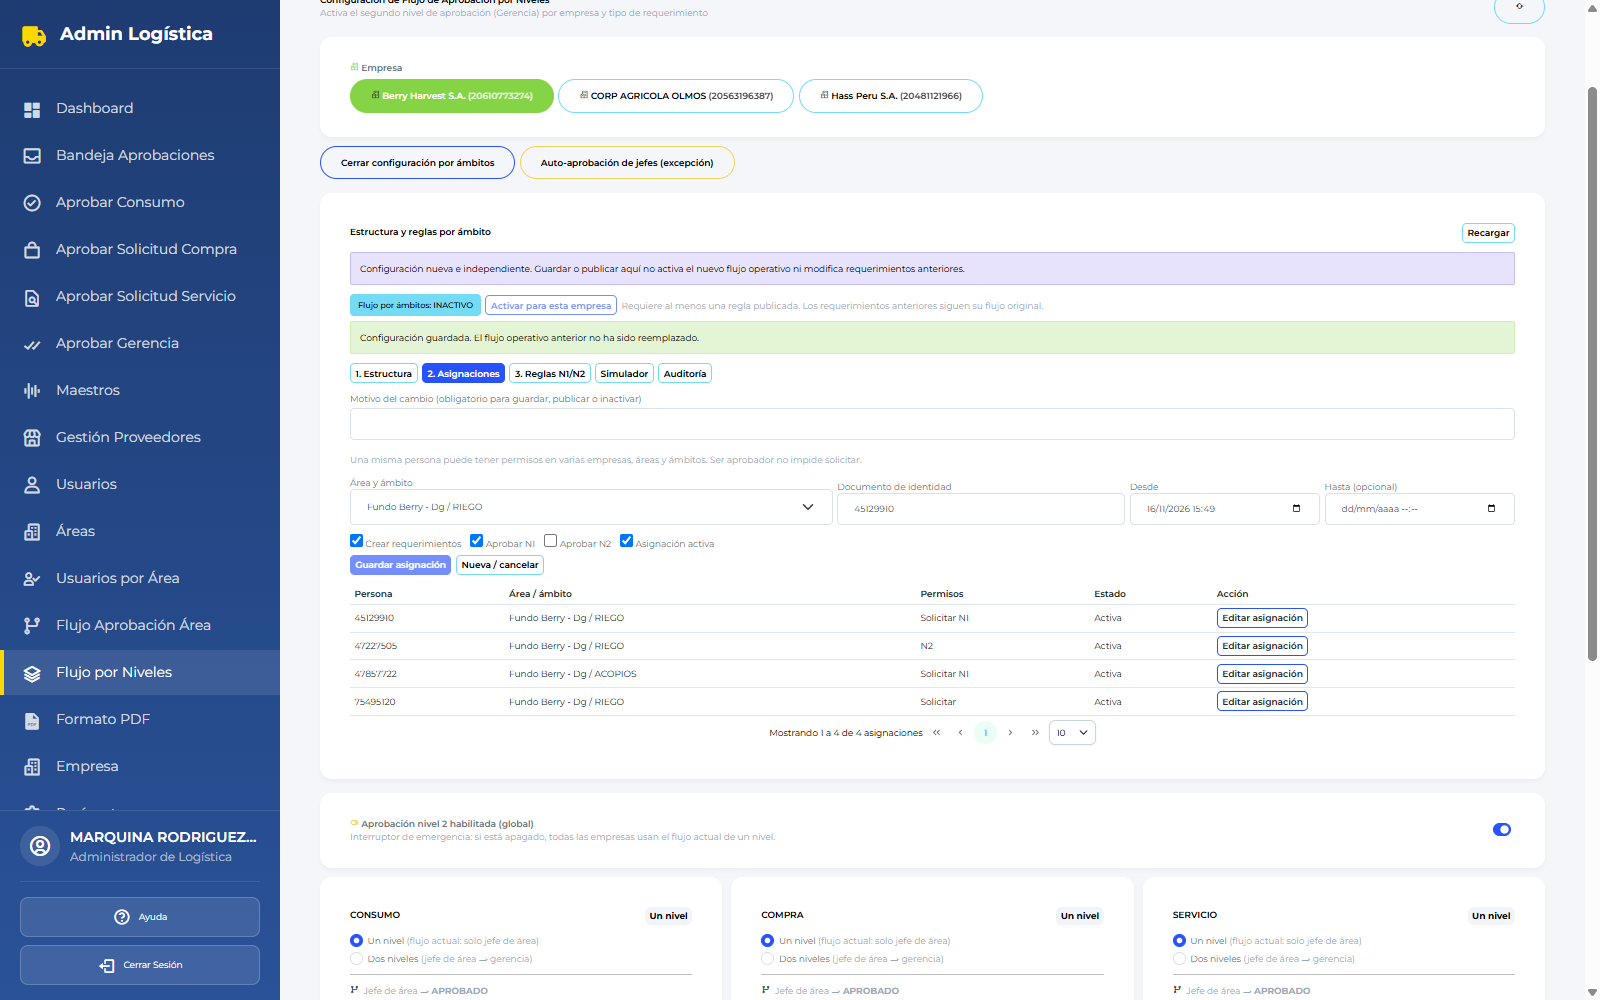 Admin Logística
Dashboard
Bandeja Aprobaciones
Aprobar Consumo
Aprobar Solicitud Compra
Aprobar Solicitud Servicio
Aprobar Gerencia
Maestros
Gestión Proveedores
Usuarios
Áreas
Usuarios por Área
Flujo Aprobación Área
Flujo por Niveles
Formato PDF
Empresa
MARQUINA RODRIGUEZ...
Administrador de Logística
Ayuda
Cerrar Sesión
Configuración de Flujo de Aprobación por Niveles
Activa el segundo nivel de aprobación (Gerencia) por empresa y tipo de requerimiento
Empresa
Berry Harvest S.A. (20610773274)
CORP AGRICOLA OLMOS (20563196387)
Hass Peru S.A. (20481121966)
Cerrar configuración por ámbitos
Auto-aprobación de jefes (excepción)
Estructura y reglas por ámbito
Recargar
Configuración nueva e independiente. Guardar o publicar aquí no activa el nuevo flujo operativo ni modifica requerimientos anteriores.
Flujo por ámbitos: INACTIVO
Activar para esta empresa
Requiere al menos una regla publicada. Los requerimientos anteriores siguen su flujo original.
Configuración guardada. El flujo operativo anterior no ha sido reemplazado.
1. Estructura
2. Asignaciones
3. Reglas N1/N2
Simulador
Auditoría
Motivo del cambio (obligatorio para guardar, publicar o inactivar)
Una misma persona puede tener permisos en varias empresas, áreas y ámbitos. Ser aprobador no impide solicitar.
Área y ámbito
Documento de identidad
Desde
Hasta (opcional)
Fundo Berry - Dg / RIEGO
45129910
16/11/2026 15:49
dd/mm/aaaa --:--
Crear requerimientos
Aprobar N1
Aprobar N2
Asignación activa
Guardar asignación
Nueva / cancelar
Persona Área / ámbito Permisos Estado Acción
45129910 Fundo Berry - Dg / RIEGO Solicitar N1 Activa Editar asignación
47227505 Fundo Berry - Dg / RIEGO N2 Activa Editar asignación
47857722 Fundo Berry - Dg / ACOPIOS Solicitar N1 Activa Editar asignación
75495120 Fundo Berry - Dg / RIEGO Solicitar Activa Editar asignación
Mostrando 1 a 4 de 4 asignaciones « ‹ 1 › » 10
Aprobación nivel 2 habilitada (global)
Interruptor de emergencia: si está apagado, todas las empresas usan el flujo actual de un nivel.
CONSUMO
Un nivel
Un nivel (flujo actual: solo jefe de área)
Dos niveles (jefe de área → gerencia)
Jefe de área → APROBADO
COMPRA
Un nivel
Un nivel (flujo actual: solo jefe de área)
Dos niveles (jefe de área → gerencia)
Jefe de área → APROBADO
SERVICIO
Un nivel
Un nivel (flujo actual: solo jefe de área)
Dos niveles (jefe de área → gerencia)
Jefe de área → APROBADO